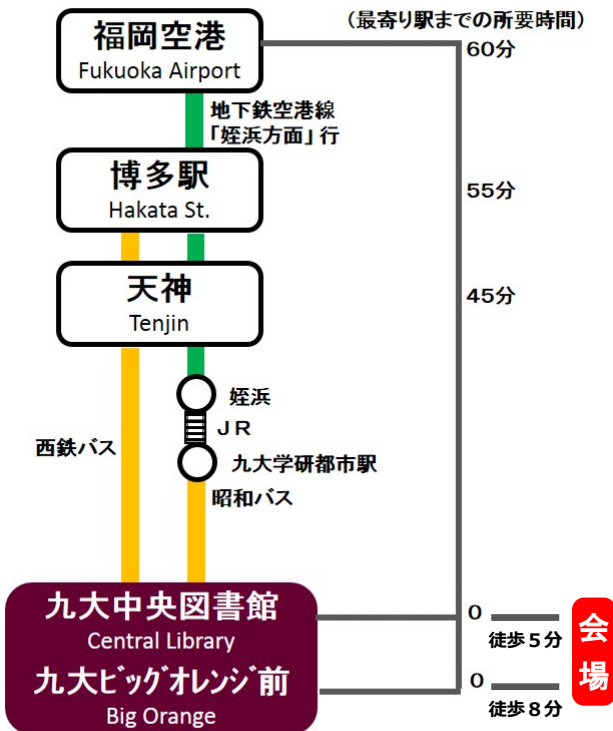 (最寄り駅までの所要時間)
福岡空港
Fukuoka Airport
60分
地下鉄空港線
「姪浜方面」行
博多駅
Hakata St.
55分
天神
Tenjin
45分
姪浜
JR
西鉄バス
九大学研都市駅
昭和バス
九大中央図書館
Central Library
0
徒歩5分
九大ビッグオレンジ前
Big Orange
0
徒歩8分
会場